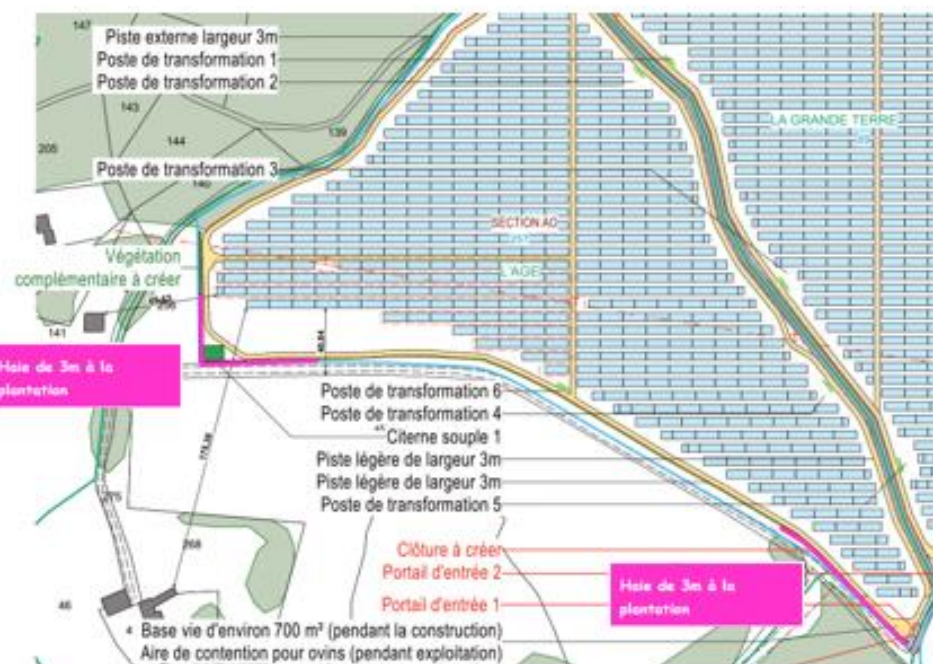 147
Piste externe largeur 3m
Poste de transformation 1
Poste de transformation 2
143
139
144
205
LA GRANDE TERRE
Poste de transformation 3
140
SECTION AO
Végétation
complémentaire à créer
L'AGE
141
Haie de 3m à la
plantation
Poste de transformation 6
Poste de transformation 4
Citerne souple 1
Piste légère de largeur 3m
Piste légère de largeur 3m
Poste de transformation 5
275
268
Clôture à créer
Portail d'entrée 2
Haie de 3m à la
plantation
46
Portail d'entrée 1
4 Base vie d'environ 700 m² (pendant la construction)
Aire de contention pour ovins (pendant exploitation)